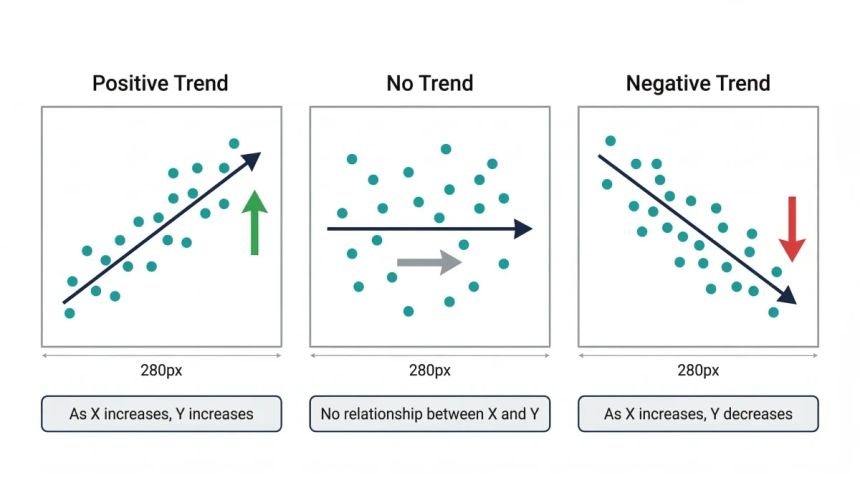 Positive Trend
No Trend
Negative Trend
280px
280px
280px
As X increases, Y increases
No relationship between X and Y
As X increases, Y decreases